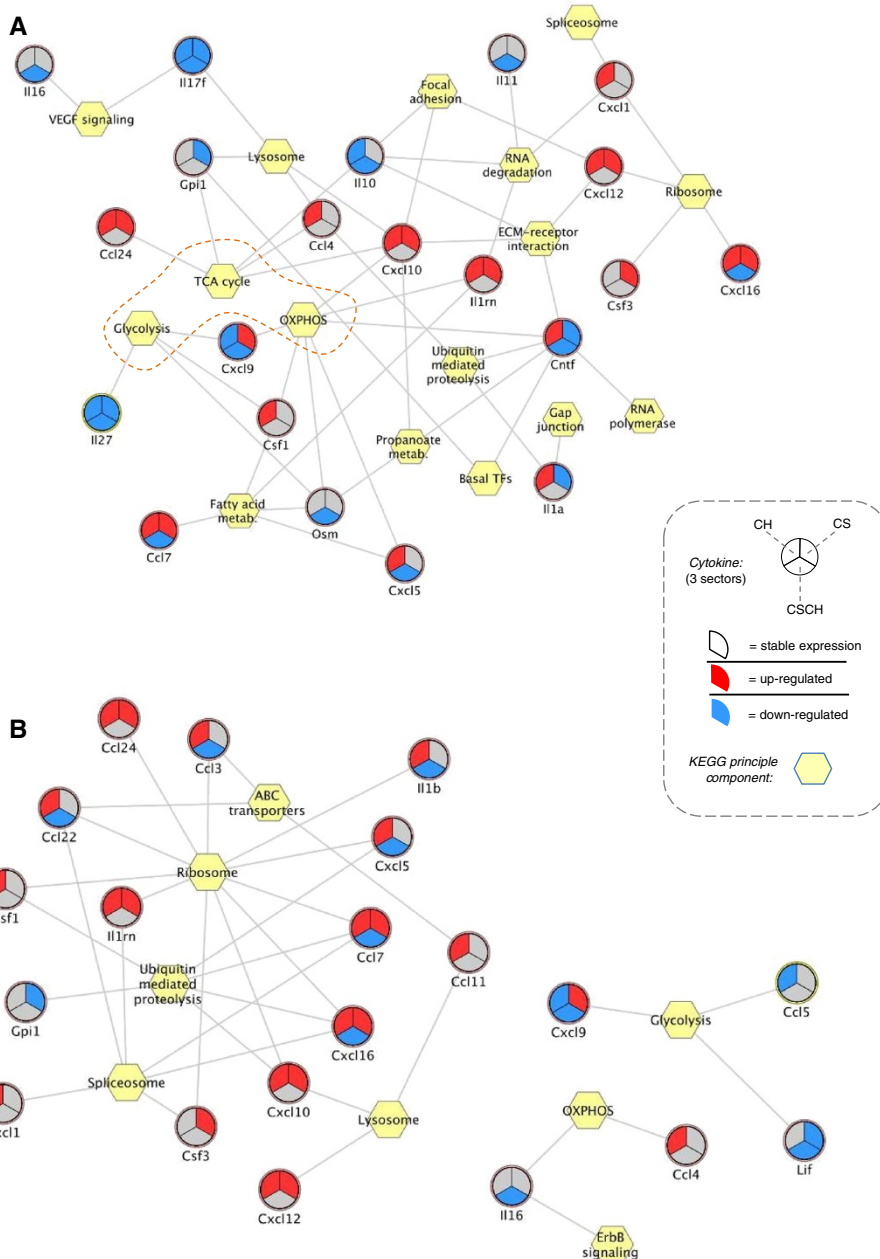 A
Spliceosome
Il16
Il17f
Il11
Cxcl1
Focal
adhesion
VEGF signaling
Gpi1
Lysosome
Il10
RNA
degradation
Cxcl12
Ribosome
Ccl24
Ccl4
Cxcl10
ECM-receptor
interaction
Il1rn
Csf3
Cxcl16
TCA cycle
Glycolysis
OXPHOS
Cxcl9
Cntf
Ubiquitin
mediated
proteolysis
Il27
Csf1
Propanoate
metab.
Gap
junction
RNA
polymerase
Basal TFs
Il1a
Fatty acid
metab.
Osm
Ccl7
Cxcl5
CH
CS
Cytokine:
(3 sectors)
CSCH
= stable expression
= up-regulated
= down-regulated
KEGG principle
component:
B
Ccl24
Ccl3
Il1b
ABC
transporters
Ccl22
Cxcl5
Ribosome
sf1
Il1rn
Ccl7
Ccl11
Ubiquitin
mediated
proteolysis
Gpi1
Cxcl16
Cxcl9
Glycolysis
Ccl5
Spliceosome
Cxcl10
xcl1
Csf3
Lysosome
OXPHOS
Ccl4
Lif
Cxcl12
Il16
ErbB
signaling